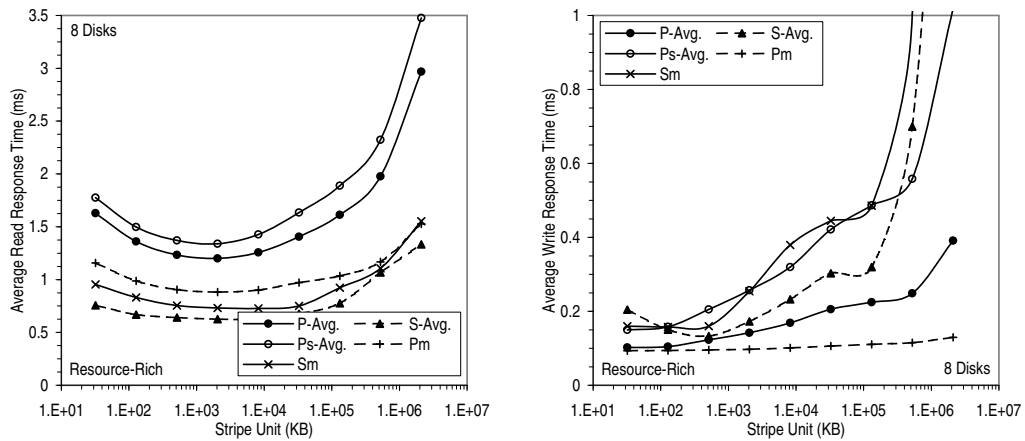 3.5
8 Disks
3
2.5
2
1.5
1
0.5
0
Average Read Response Time (ms)
P-Avg.
S-Avg.
Ps-Avg.
Pm
Sm
Resource-Rich
1.E+01 1.E+02 1.E+03 1.E+04 1.E+05 1.E+06 1.E+07
Stripe Unit (KB)
1
0.8
0.6
0.4
0.2
0
Average Write Response Time (ms)
P-Avg.
S-Avg.
Ps-Avg.
Pm
Sm
Resource-Rich
8 Disks
1.E+01 1.E+02 1.E+03 1.E+04 1.E+05 1.E+06 1.E+07
Stripe Unit (KB)